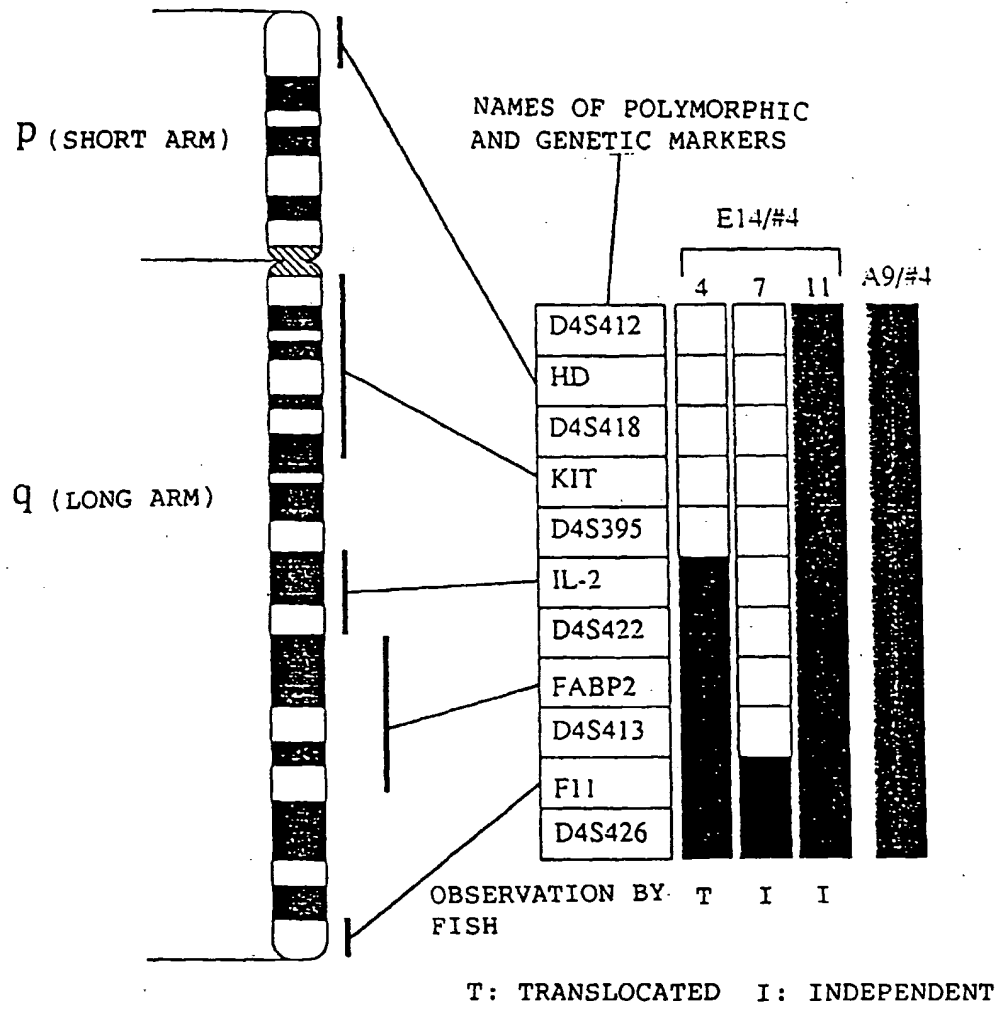 p (SHORT ARM)
q (LONG ARM)
NAMES OF POLYMORPHIC
AND GENETIC MARKERS
E14/#4
4 7 11 A9/#4
D4S412
HD
D4S418
KIT
D4S395
IL-2
D4S422
FABP2
D4S413
F11
D4S426
OBSERVATION BY T I I
FISH
T: TRANSLOCATED I: INDEPENDENT